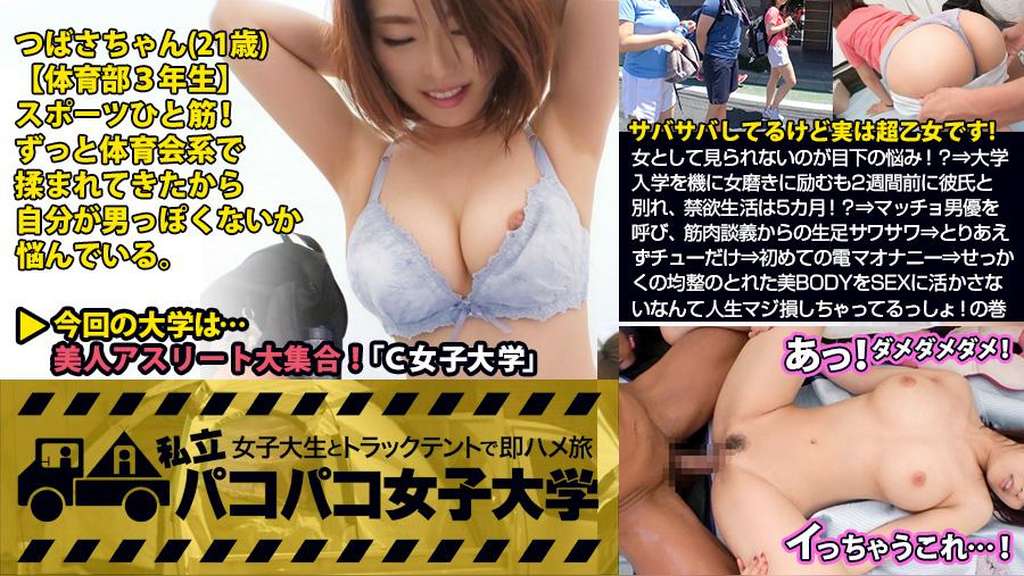 つばさちゃん(21歳)
【体育部3年生】
スポーツひと筋!
ずっと体育会系で
揉まれてきたから
自分が男っぽくないか
悩んでいる。
▶今回の大学は…
美人アスリート大集合!「C女子大学」
私立 女子大生とトラックテントで即ハメ旅
パコパコ女子大学
サバサバしてるけど実は超乙女です!
女として見られないのが目下の悩み!?⇒大学
入学を機に女磨きに励むも2週間前に彼氏と
別れ、禁欲生活は5カ月!?⇒マッチョ男優を
呼び、筋肉談義からの生足サワサワ⇒とりあえ
ずチューだけ⇒初めての電マオナニー⇒せっか
くの均整のとれた美BODYをSEXに活かさな
いなんて人生マジ損しちゃってるっしょ!の巻
あっ!ダメダメダメ!
イっちゃうこれ…!